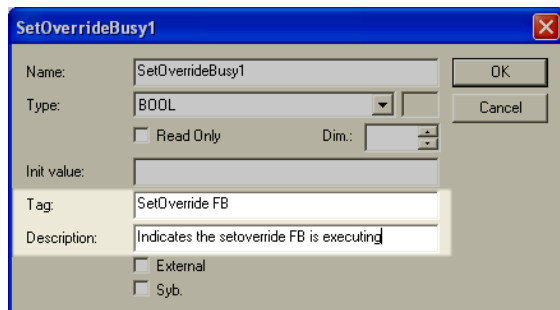 SetOverrideBusy1
Name: SetOverrideBusy1 OK
Type: BOOL Cancel
Read Only Dim.:
Init value:
Tag: SetOverride FB
Description: Indicates the setoverride FB is executing
External
Syb.